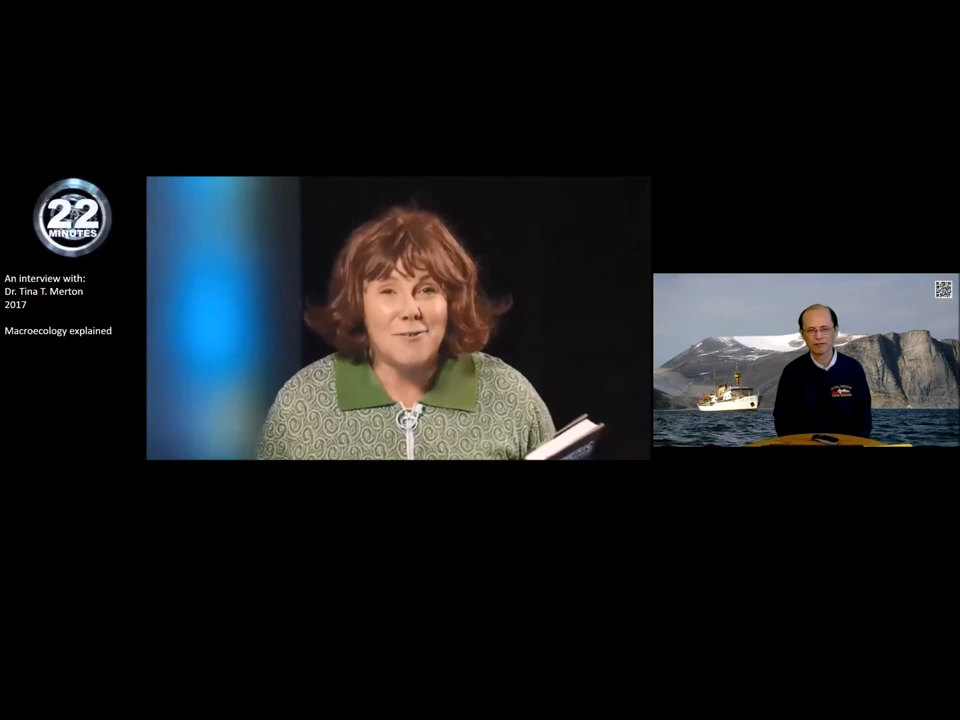 22
MINUTES
An interview with:
Dr. Tina T. Merton
2017
Macroecology explained